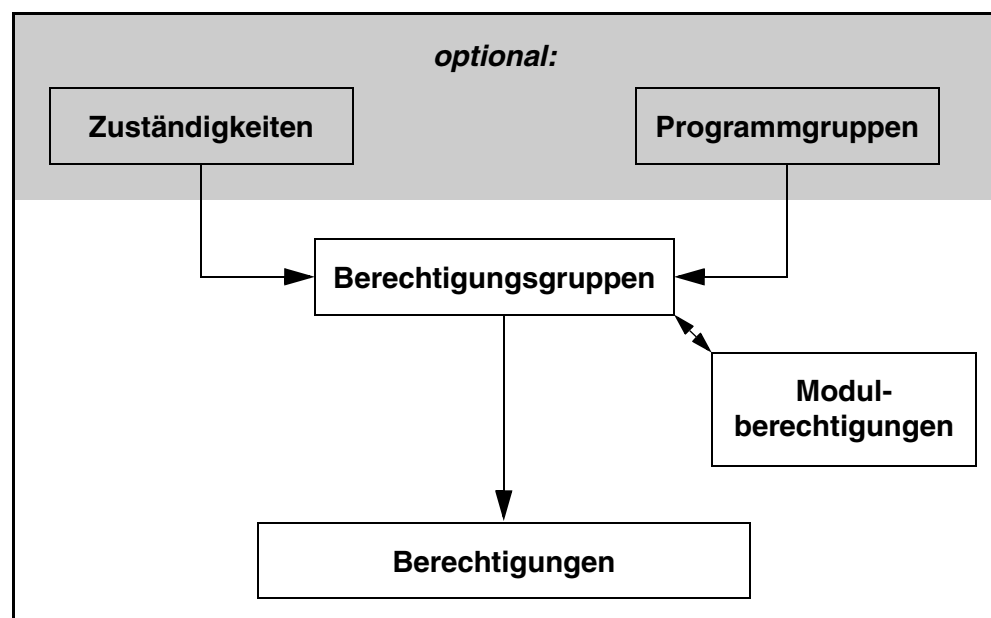 optional:
Zuständigkeiten
Programmgruppen
Berechtigungsgruppen
Modul-
berechtigungen
Berechtigungen